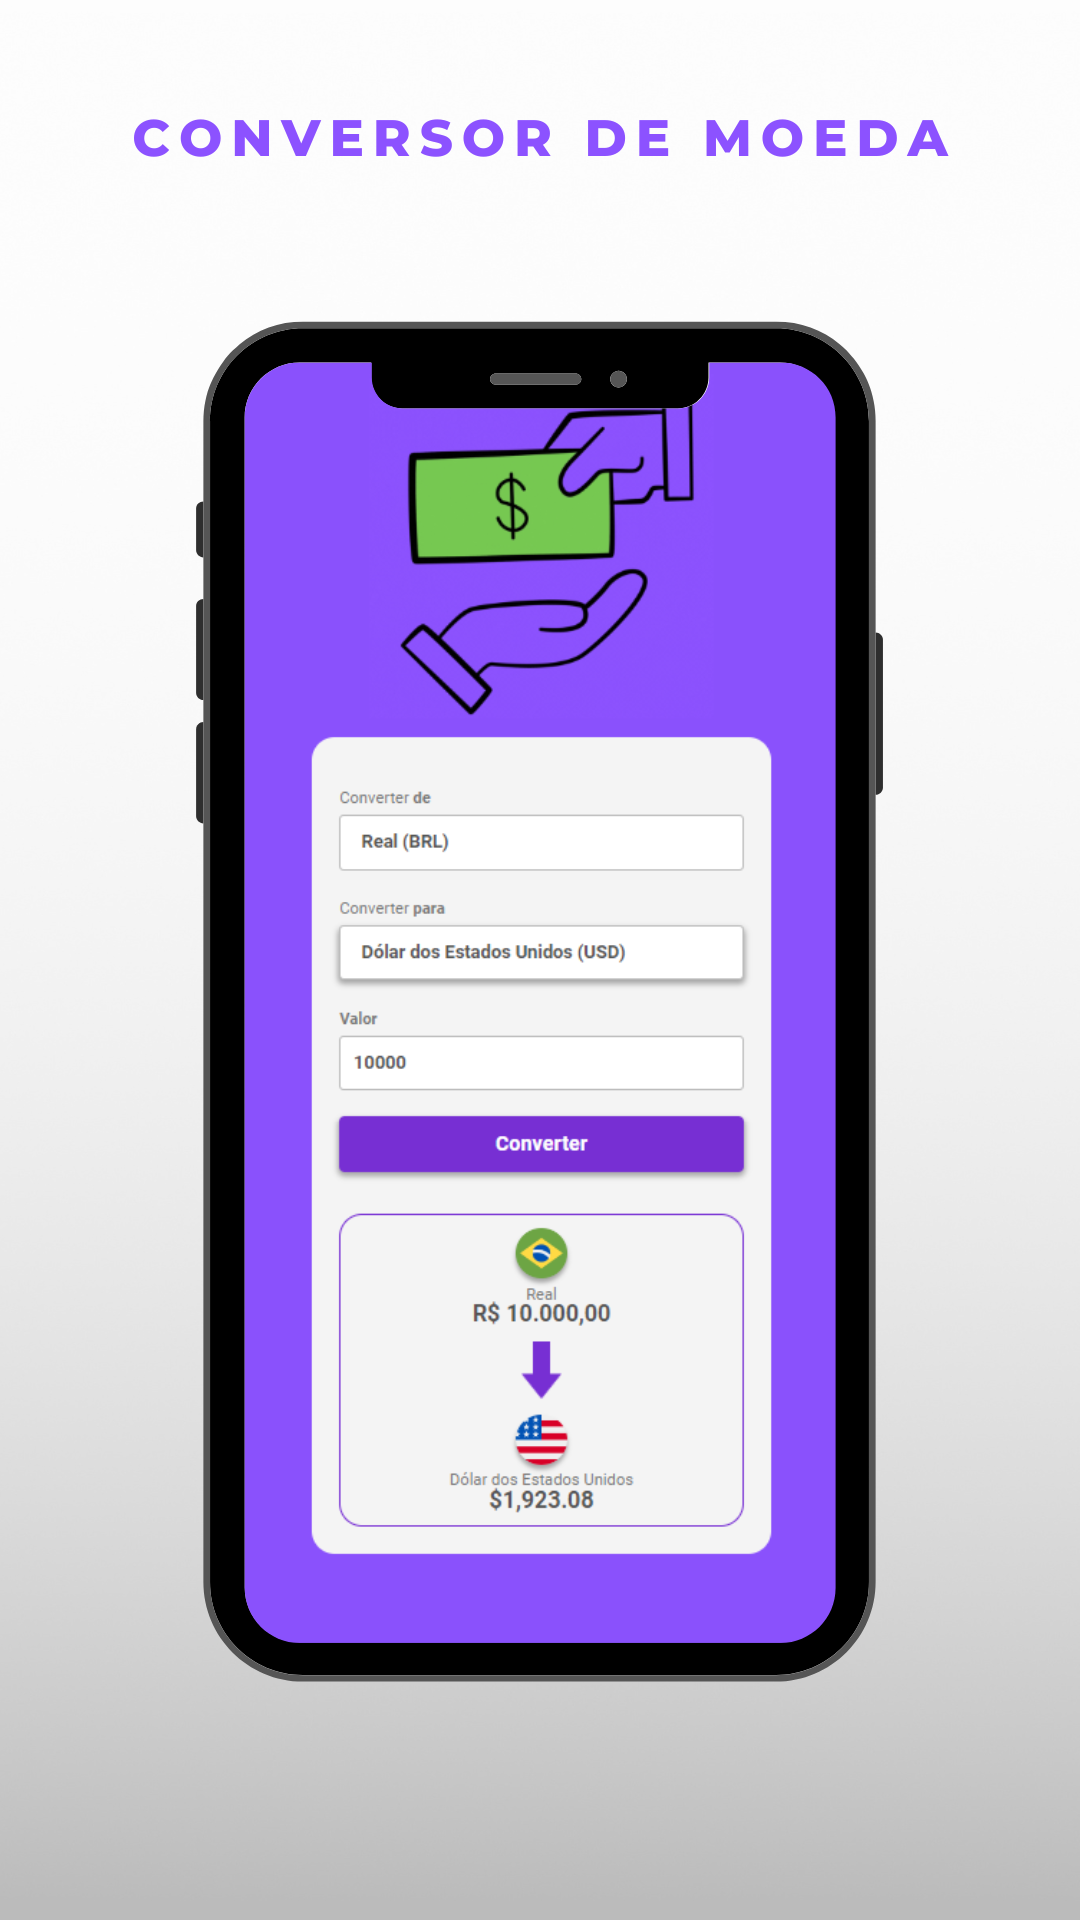 CONVERSOR DE MOEDA
$
Converter de
Real (BRL)
Converter para
Dólar dos Estados Unidos (USD)
Valor
10000
Converter
Real
R$ 10.000,00
Dólar dos Estados Unidos
$1,923.08